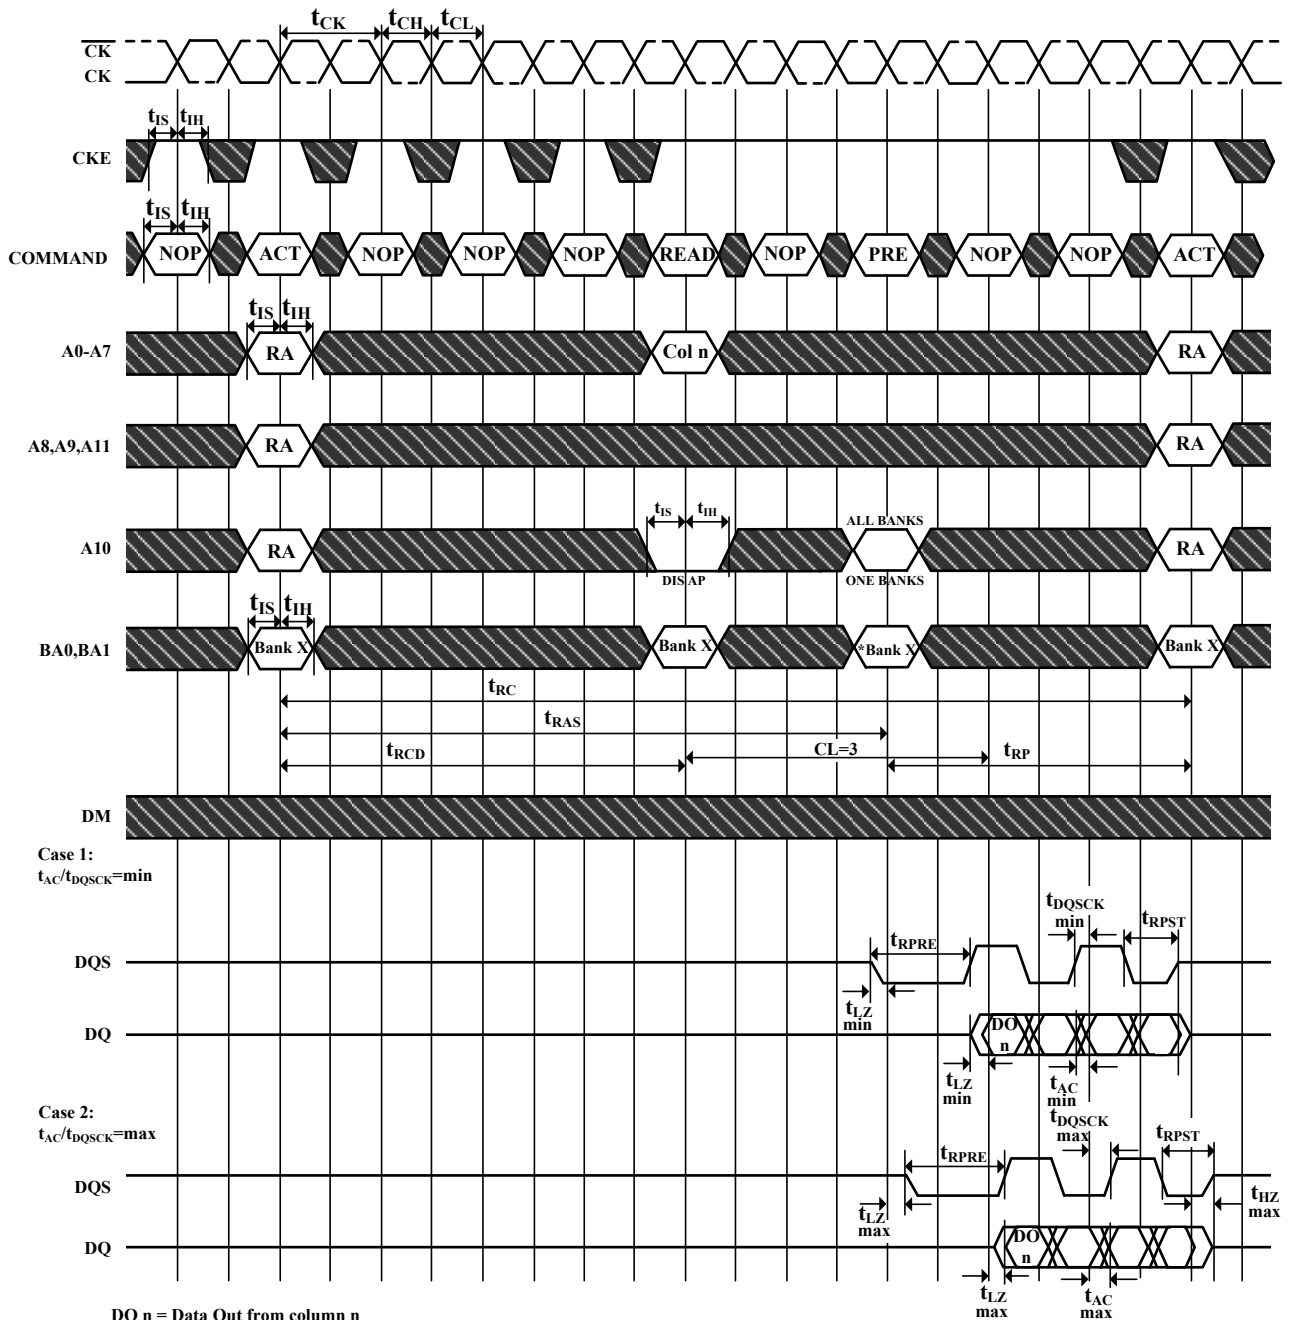 tCK tCH tCL
CK
CK
tIS tIH
CKE
tIS tIH
COMMAND NOP ACT NOP NOP NOP READ NOP PRE NOP NOP ACT
tIS tIH
A0-A7 RA Col n RA
A8,A9,A11 RA RA
tIS tIH ALL BANKS
A10 RA RA
DIS AP ONE BANKS
tIS tIH
BA0,BA1 Bank X Bank X *Bank X Bank X
tRC
tRAS
tRCD CL=3 tRP
DM
Case 1:
tAC/tDQSCK=min
tDQSCK
min
tRPRE tRPST
DQS
tLZ
min
DQ DO
n
tLZ
min
tAC
min
Case 2:
tAC/tDQSCK=max
tDQSCK
max
tRPRE tRPST
DQS
tLZ
max
tHZ
max
DQ DO
n
tLZ
max
tAC
max
DO n = Data Out from column n